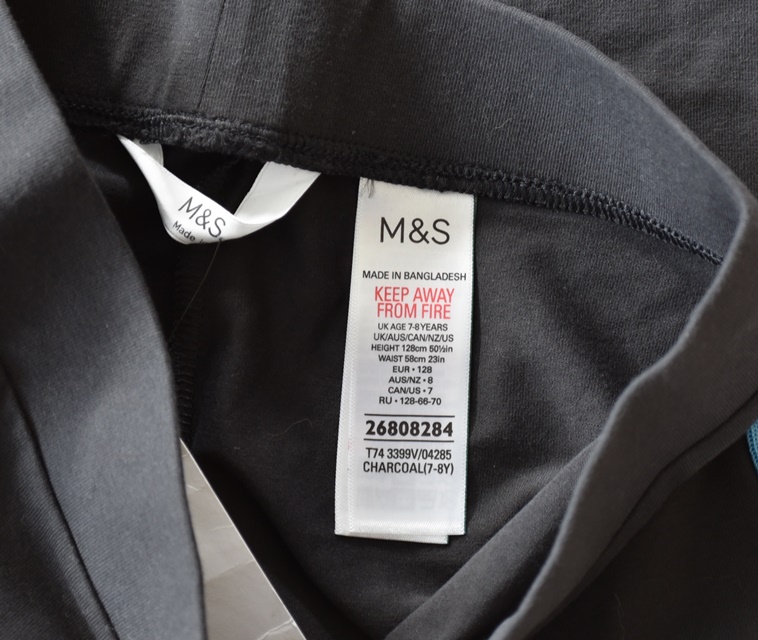 M&S
Made
M&S
MADE IN BANGLADESH
KEEP AWAY
FROM FIRE
UK AGE 7-8 YEARS
UK/AUS/CAN/NZ/US
HEIGHT 128cm 50½in
WAIST 58cm 23in
EUR • 128
AUS/NZ • 8
CAN/US • 7
RU • 128-66-70
26808284
T74 3399V/04285
CHARCOAL(7-8Y)